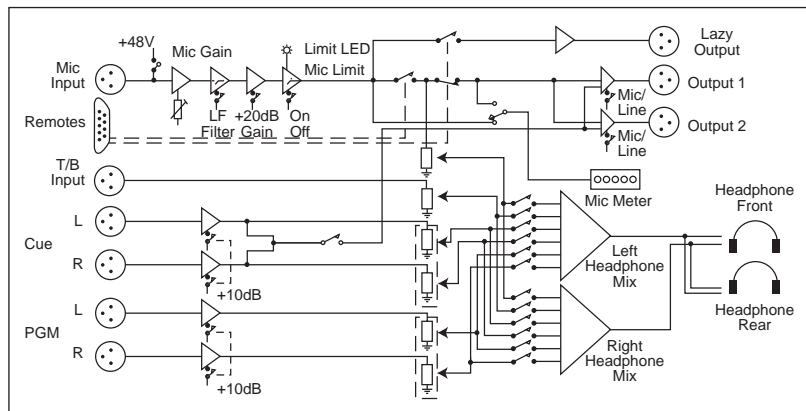 +48V
Mic Gain
Limit LED
Lazy
Output
Mic
Input
Mic Limit
Mic/
Line
Output 1
Remotes
LF
Filter
+20dB
Gain
On
Off
Mic/
Line
Output 2
T/B
Input
Mic Meter
Headphone
Front
L
Cue
R
+10dB
Left
Headphone
Mix
Headphone
Rear
L
PGM
R
+10dB
Right
Headphone
Mix